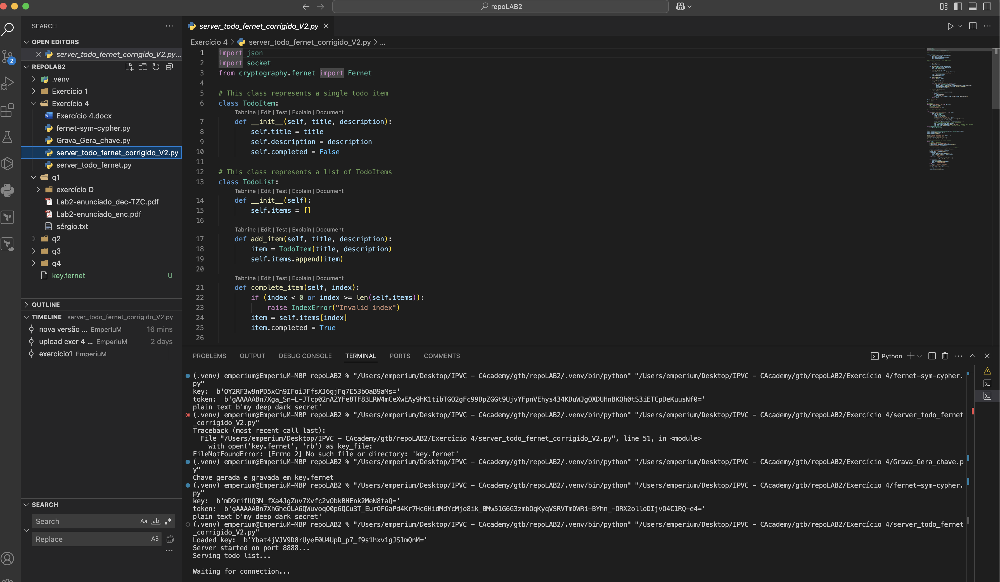 repoLAB2
SEARCH
OPEN EDITORS
server_todo_fernet_corrigido_V2.py...
REPOLAB2
.venv
Exercicio 1
Exercício 4
Exercício 4.docx
fernet-sym-cypher.py
Grava_Gera_chave.py
server_todo_fernet_corrigido_V2.py
server_todo_fernet.py
q1
exercício D
Lab2-enunciado_dec-TZC.pdf
Lab2-enunciado_enc.pdf
sérgio.txt
q2
q3
q4
key.fernet U
2
OUTLINE
TIMELINE server_todo_fernet_corrigido_V2.py
nova versão ... EmperiuM 16 mins
upload exer 4 ... EmperiuM 2 days
exercício1 EmperiuM
SEARCH
Search Aa ab
Replace AB
server_todo_fernet_corrigido_V2.py
Exercício 4 > server_todo_fernet_corrigido_V2.py > ...
1 import json
2 import socket
3 from cryptography.fernet import Fernet
4
5 # This class represents a single todo item
6 class TodoItem:
Tabnine | Edit | Test | Explain | Document
7 def __init__(self, title, description):
8 self.title = title
9 self.description = description
10 self.completed = False
11
12 # This class represents a list of TodoItems
13 class TodoList:
Tabnine | Edit | Test | Explain | Document
14 def __init__(self):
15 self.items = []
16
Tabnine | Edit | Test | Explain | Document
17 def add_item(self, title, description):
18 item = TodoItem(title, description)
19 self.items.append(item)
20
Tabnine | Edit | Test | Explain | Document
21 def complete_item(self, index):
22 if (index < 0 or index >= len(self.items)):
23 raise IndexError("Invalid index")
24 item = self.items[index]
25 item.completed = True
26
PROBLEMS OUTPUT DEBUG CONSOLE TERMINAL PORTS COMMENTS
Python
(.venv) emperium@EmperiuM-MBP repoLAB2 % "/Users/emperium/Desktop/IPVC - CAcademy/gtb/repoLAB2/.venv/bin/python" "/Users/emperium/Desktop/IPVC - CAcademy/gtb/repoLAB2/Exercício 4/fernet-sym-cypher.
py"
key:  b'OY2RF3w9nPD5xCn9IFoiJFfsXJ6gjFq7E53bOaB9aMs='
token:  b'gAAAAABn7Xga_Sn-L-JTcp02nAZYFe8TF83LRW4mCeXwEAy9hK1tibTGQ2gFc99DpZGGt9UjvYFpnVEhys434KDuWJgOXDUHnBKQh0tS3iETCpDeKuusNf0='
plain text b'my deep dark secret'
(.venv) emperium@EmperiuM-MBP repoLAB2 % "/Users/emperium/Desktop/IPVC - CAcademy/gtb/repoLAB2/.venv/bin/python" "/Users/emperium/Desktop/IPVC - CAcademy/gtb/repoLAB2/Exercício 4/server_todo_fernet
_corrigido_V2.py"
Traceback (most recent call last):
File "/Users/emperium/Desktop/IPVC - CAcademy/gtb/repoLAB2/Exercício 4/server_todo_fernet_corrigido_V2.py", line 51, in <module>
with open('key.fernet', 'rb') as key_file:
FileNotFoundError: [Errno 2] No such file or directory: 'key.fernet'
(.venv) emperium@EmperiuM-MBP repoLAB2 % "/Users/emperium/Desktop/IPVC - CAcademy/gtb/repoLAB2/.venv/bin/python" "/Users/emperium/Desktop/IPVC - CAcademy/gtb/repoLAB2/Exercício 4/Grava_Gera_chave.p
y"
Chave gerada e gravada em key.fernet
(.venv) emperium@EmperiuM-MBP repoLAB2 % "/Users/emperium/Desktop/IPVC - CAcademy/gtb/repoLAB2/.venv/bin/python" "/Users/emperium/Desktop/IPVC - CAcademy/gtb/repoLAB2/Exercício 4/fernet-sym-cypher.
py"
key:  b'mD9rifUQ3N_fXa4JgZuv7Xvfc2vObkBHEnk2MeN8taQ='
token:  b'gAAAAABn7XhGheOLA6QWuvoqO0p6QCu3T_EurOFGaPd4Kr7Hc6HidMdYcMjo8ik_BMw51G6G3zmbOqKyqVSRVTmDWRi-BYhn_-ORX2olloDIjvO4C1RQ-e4='
plain text b'my deep dark secret'
(.venv) emperium@EmperiuM-MBP repoLAB2 % "/Users/emperium/Desktop/IPVC - CAcademy/gtb/repoLAB2/.venv/bin/python" "/Users/emperium/Desktop/IPVC - CAcademy/gtb/repoLAB2/Exercício 4/server_todo_fernet
_corrigido_V2.py"
Loaded key:  b'Ybat4jVJV9D8rUyeE0U4UpD_p7_f9s1hxv1gJSlmQnM='
Server started on port 8888...
Serving todo list...
Waiting for connection...